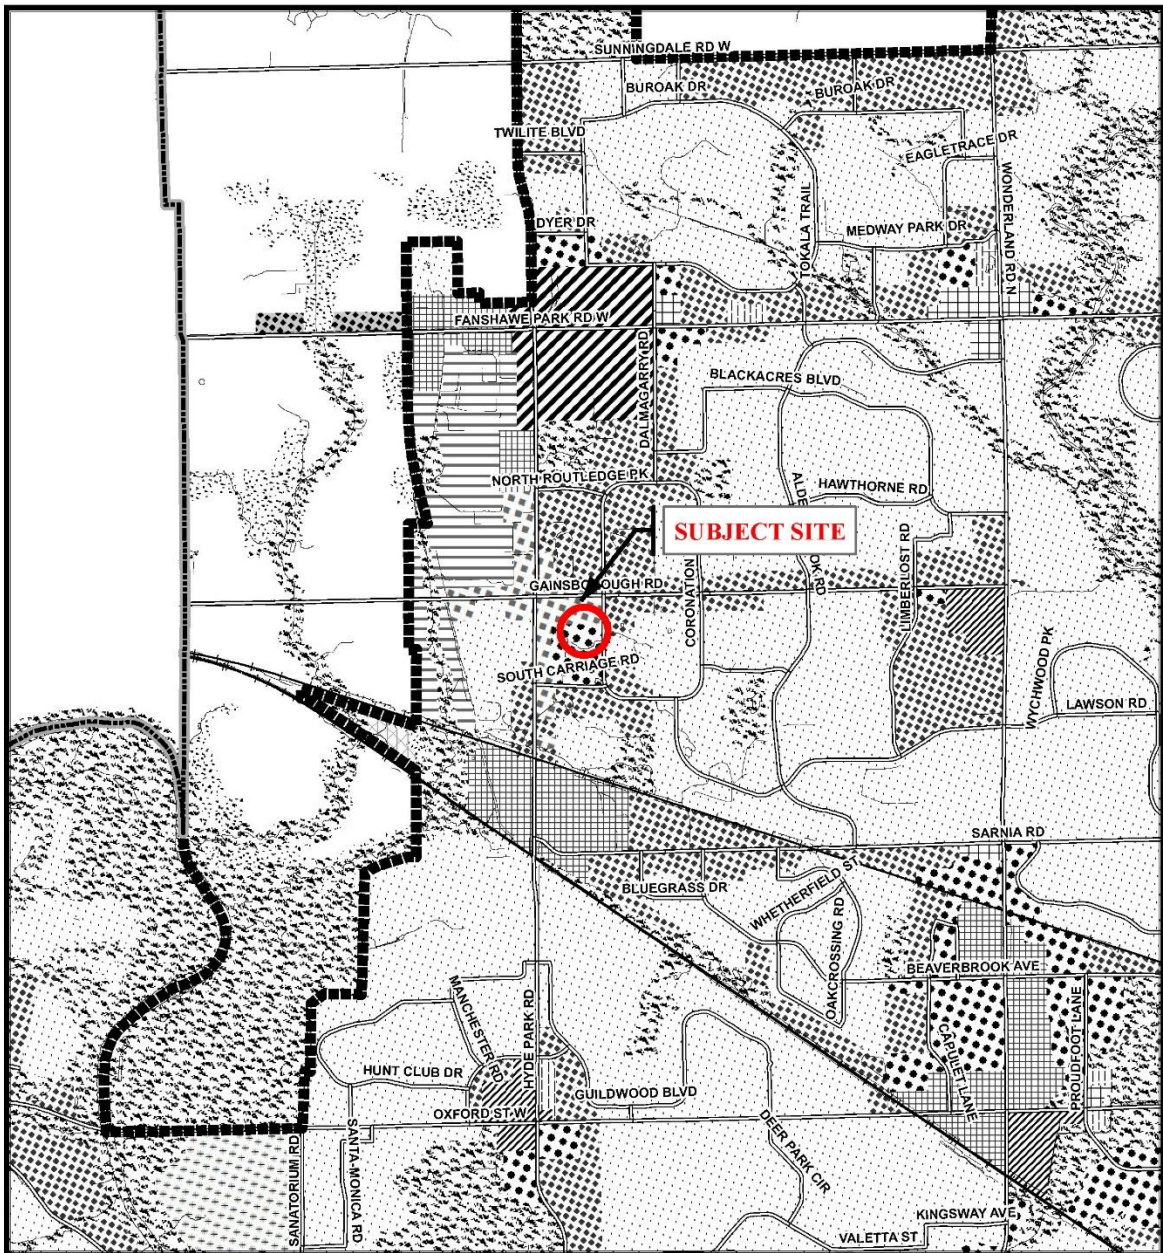 SUNNINGDALE RD W
BUROAK DR
BUROAK DR
TWILITE BLVD
EAGLETRACE DR
WONDERLAND RD N
TOKALA TRAIL
DYER DR
MEDWAY PARK DR
FANSHAWE PARK RD W
DALMAGARRY RD
BLACKACRES BLVD
NORTH ROUTLEDGE PK
HAWTHORNE RD
SUBJECT SITE
GAINSBOROUGH RD
CORONATION
LIMBERLOST RD
SOUTH CARRIAGE RD
WYCHWOOD PK
LAWSON RD
SARNIA RD
BLUEGRASS DR
WHETHERFIELD ST
OAKCROSSING RD
BEAVERBROOK AVE
MANCHESTER RD
HYDE PARK RD
CAPULET LANE
PROUDFOOT LANE
HUNT CLUB DR
GUILDWOOD BLVD
OXFORD ST W
SANATORIUM RD
SANTA-MONICA RD
DEER PARK CIR
KINGSWAY AVE
VALETTA ST